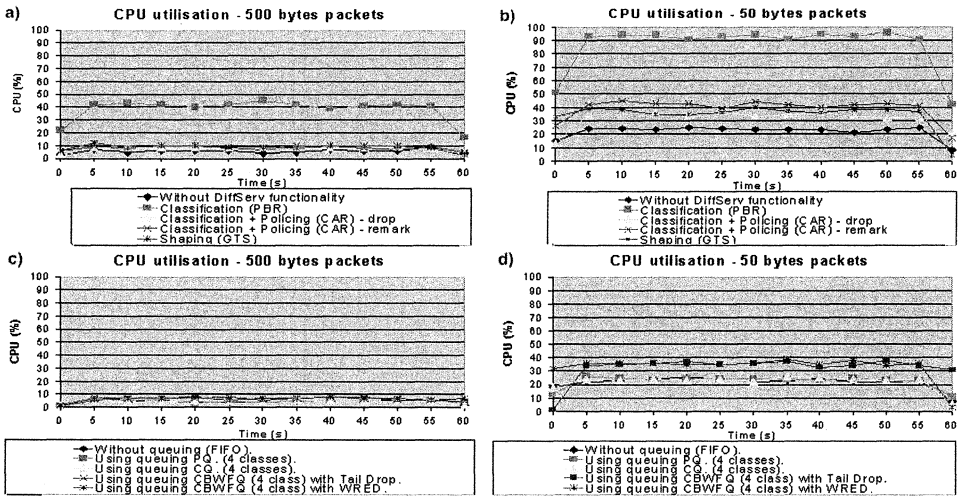 a)
CPU utilisation - 500 bytes packets
CPU (%)
100
90
80
70
60
50
40
30
20
10
0
0 5 10 15 20 25 30 35 40 45 50 55 60
Time (s)
Without DiffServ functionality
Classification (PBR)
Classification + Policing (CAR) - drop
Classification + Policing (CAR) - remark
Shaping (GTS)
b)
CPU utilisation - 50 bytes packets
CPU (%)
100
90
80
70
60
50
40
30
20
10
0
0 5 10 15 20 25 30 35 40 45 50 55 60
Time (s)
Without DiffServ functionality
Classification (PBR)
Classification + Policing (CAR) - drop
Classification + Policing (CAR) - remark
Shaping (GTS)
c)
CPU utilisation - 500 bytes packets
CPU (%)
100
90
80
70
60
50
40
30
20
10
0
0 5 10 15 20 25 30 35 40 45 50 55 60
Time (s)
Without queuing (FIFO).
Using queuing PQ. (4 classes).
Using queuing CQ. (4 classes).
Using queuing CBWFQ (4 class) with Tail Drop.
Using queuing CBWFQ (4 class) with WRED.
d)
CPU utilisation - 50 bytes packets
CPU (%)
100
90
80
70
60
50
40
30
20
10
0
0 5 10 15 20 25 30 35 40 45 50 55 60
Time (s)
Without queuing (FIFO).
Using queuing PQ. (4 classes).
Using queuing CQ. (4 classes).
Using queuing CBWFQ (4 class) with Tail Drop.
Using queuing CBWFQ (4 class) with WRED.